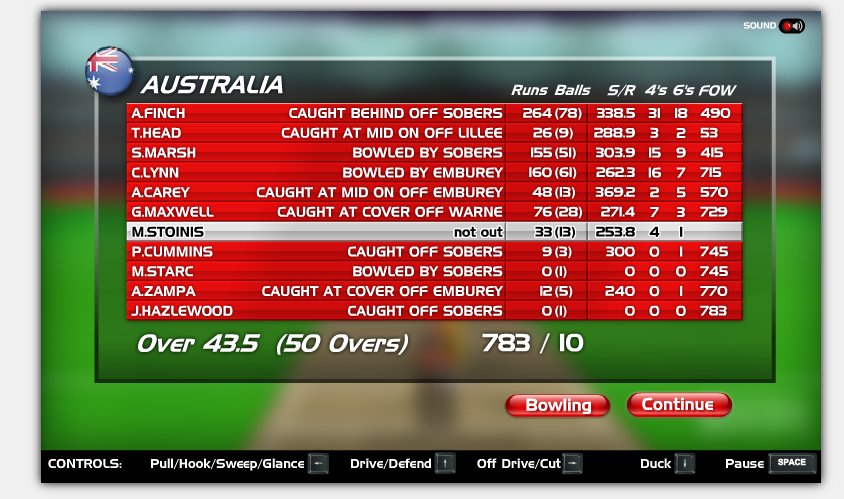 SOUND
AUSTRALIA Runs Balls S/R 4's 6's FOW
A.FINCH CAUGHT BEHIND OFF SOBERS 264 (78) 338.5 31 18 490
T.HEAD CAUGHT AT MID ON OFF LILLEE 26 (9) 288.9 3 2 53
S.MARSH BOWLED BY SOBERS 155 (51) 303.9 15 9 415
C.LYNN BOWLED BY EMBUREY 160 (61) 262.3 16 7 715
A.CAREY CAUGHT AT MID ON OFF EMBUREY 48 (13) 369.2 2 5 570
G.MAXWELL CAUGHT AT COVER OFF WARNE 76 (28) 271.4 7 3 729
M.STOINIS not out 33 (13) 253.8 4 1
P.CUMMINS CAUGHT OFF SOBERS 9 (3) 300 0 1 745
M.STARC BOWLED BY SOBERS 0 (1) 0 0 0 745
A.ZAMPA CAUGHT AT COVER OFF EMBUREY 12 (5) 240 0 1 770
J.HAZLEWOOD CAUGHT OFF SOBERS 0 (1) 0 0 0 783
Over 43.5 (50 Overs) 783 / 10
Bowling Continue
CONTROLS: Pull/Hook/Sweep/Glance ← Drive/Defend ↑ Off Drive/Cut → Duck ↓ Pause SPACE